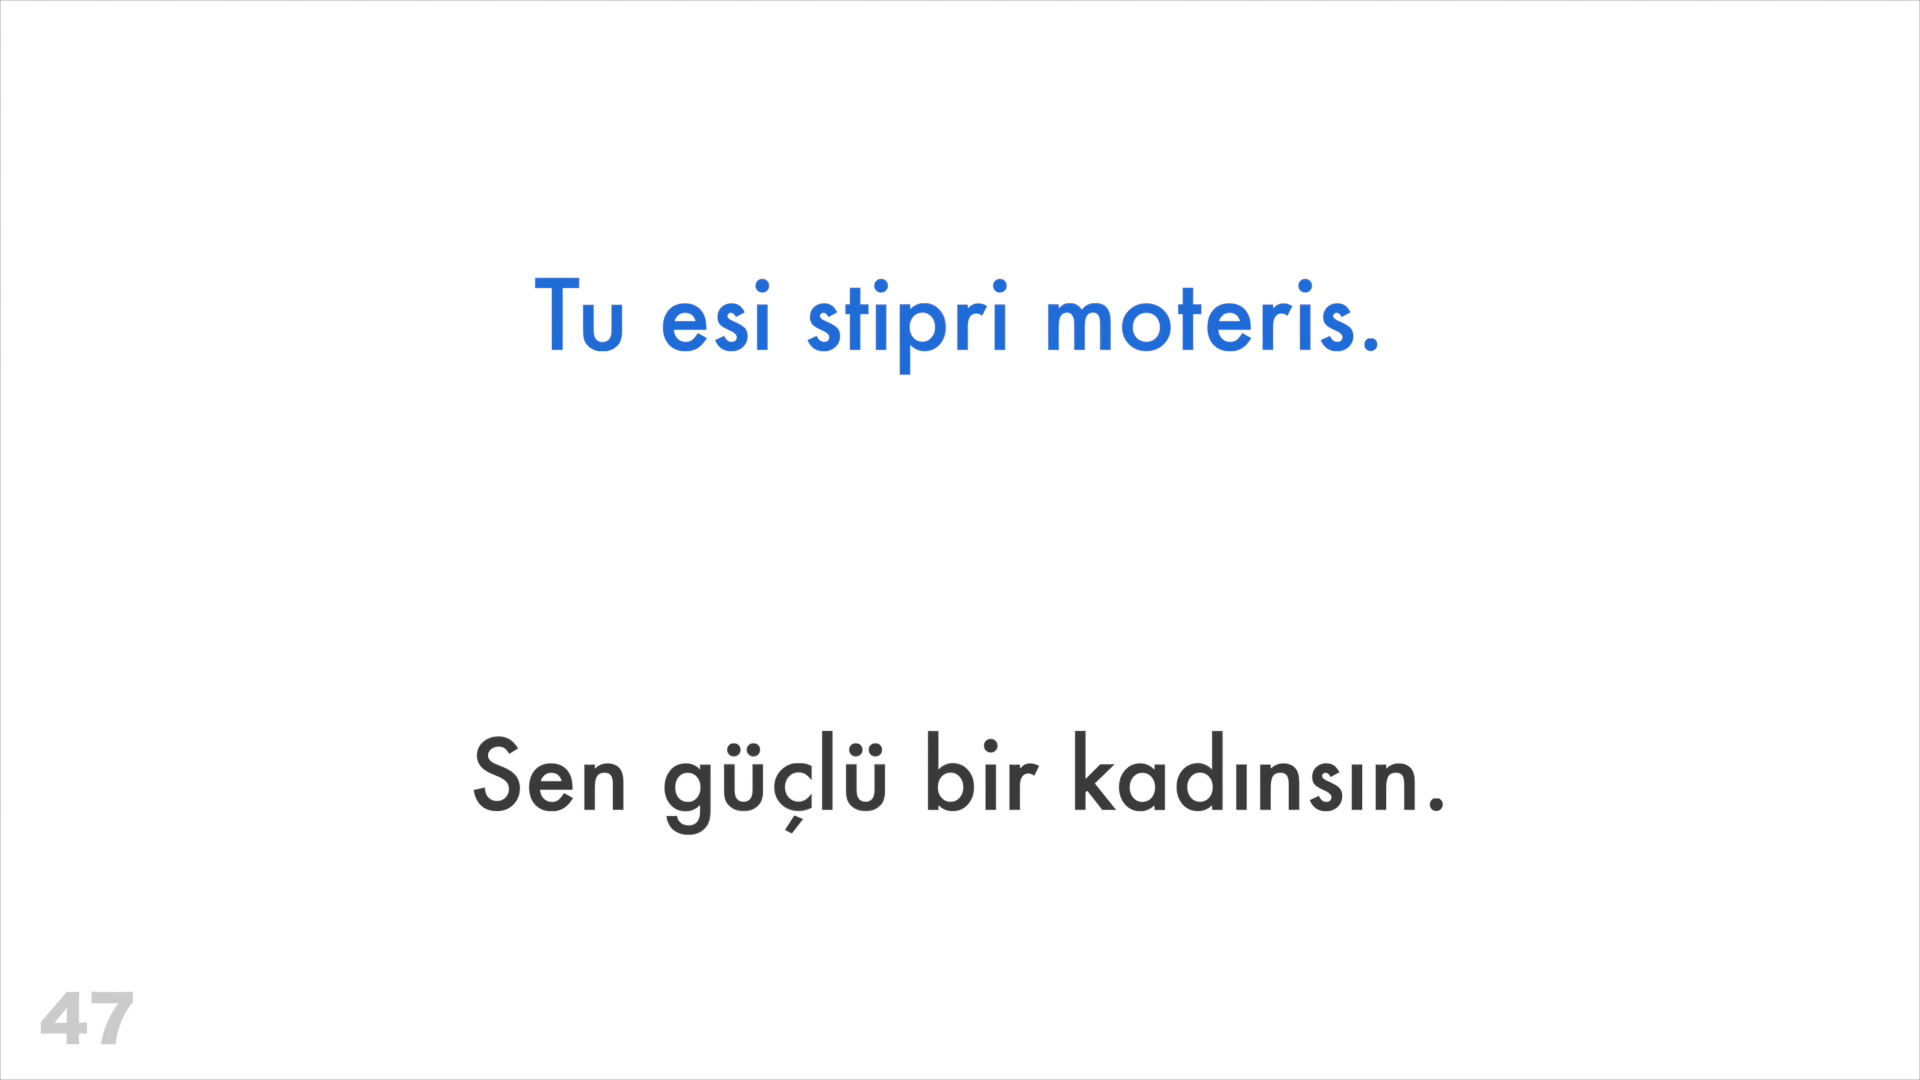 Tu esi stipri moteris.
Sen güçlü bir kadınsın.
47